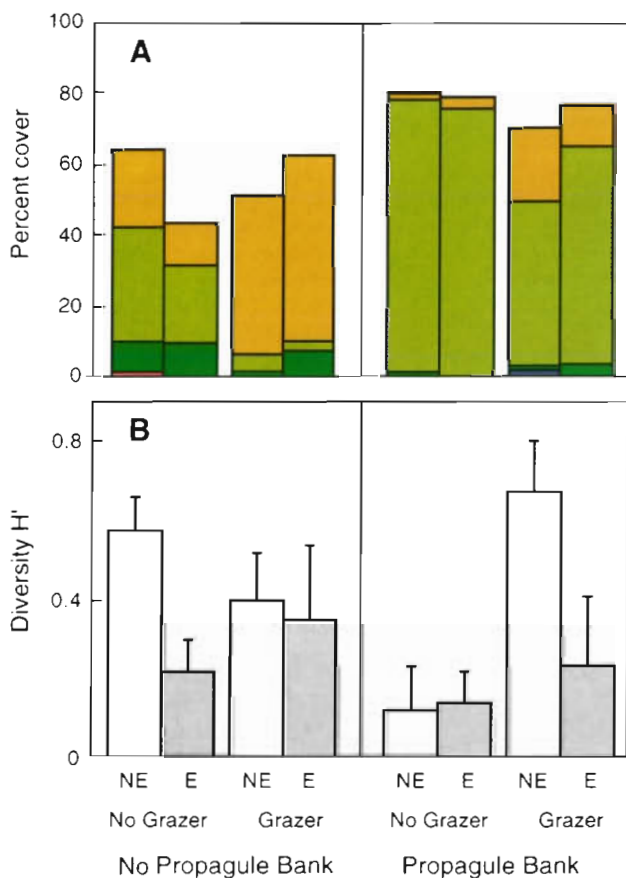 100
A
80
60
40
20
0
Percent cover
B
0.8
0.4
0
Diversity H'
NE E NE E NE E NE E
No Grazer Grazer No Grazer Grazer
No Propagule Bank Propagule Bank